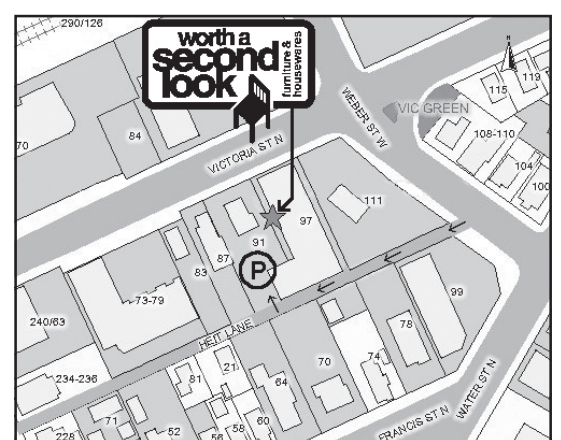 290/126
worth a
second
look
furniture &
housewares
N
119
115
VIC GREEN
WEBER ST W
108-110
104
100
70
84
VICTORIA ST N
111
97
91
87
83
P
73-79
99
240/63
HEIT LANE
78
74
70
21
81
64
234-236
WATER ST N
FRANCIS ST N
71
60
58
56
52
228